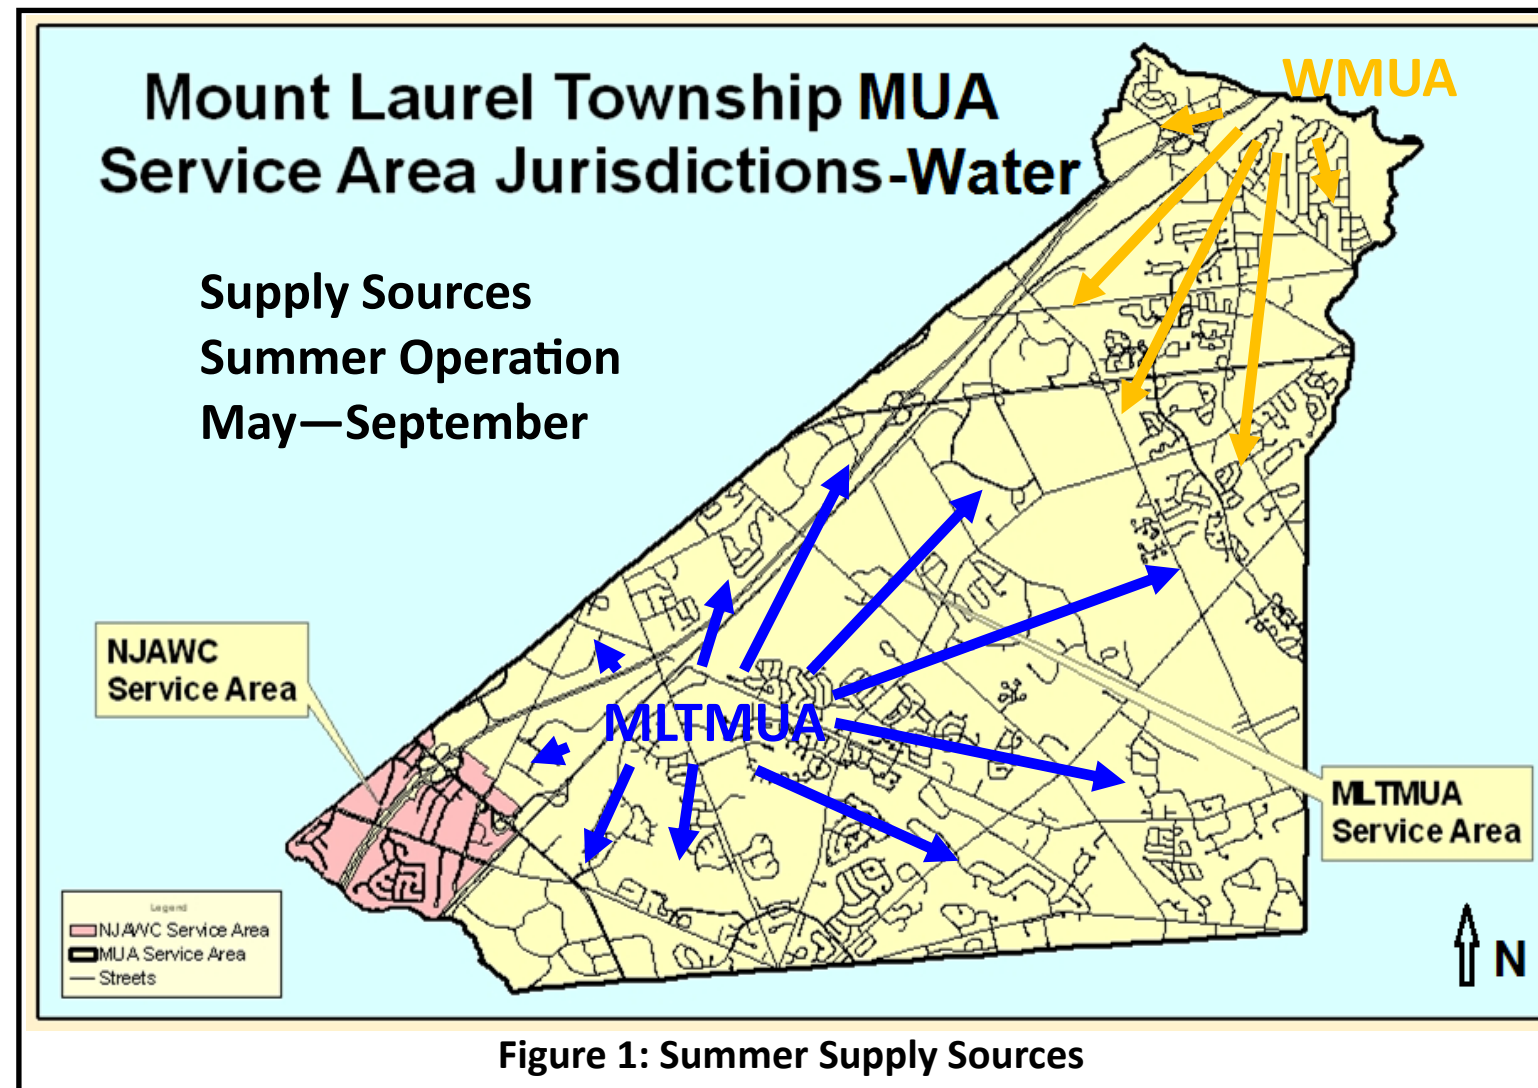 Mount Laurel Township MUA
Service Area Jurisdictions-Water
WMUA
Supply Sources
Summer Operation
May—September
NJAWC
Service Area
MLTMUA
MLTMUA
Service Area
Legend
NJAWC Service Area
MUA Service Area
Streets
N
Figure 1: Summer Supply Sources